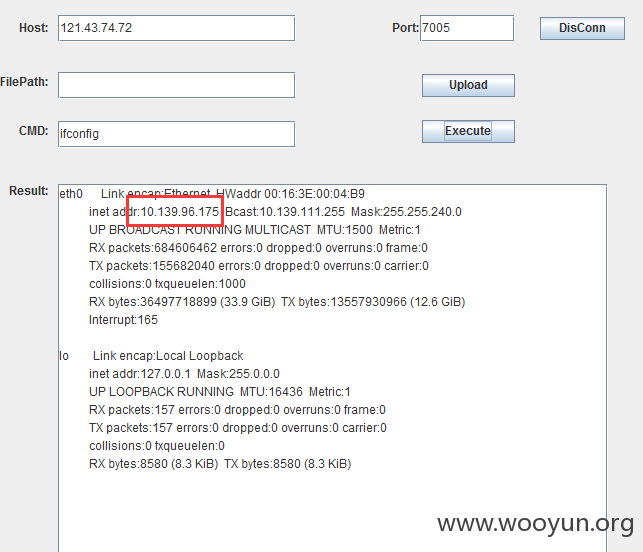 Host: 121.43.74.72 Port: 7005 DisConn
FilePath: Upload
CMD: ifconfig Execute
Result:
eth0 Link encap:Ethernet HWaddr 00:16:3E:00:04:B9
inet addr:10.139.96.175 Bcast:10.139.111.255 Mask:255.255.240.0
UP BROADCAST RUNNING MULTICAST MTU:1500 Metric:1
RX packets:684606462 errors:0 dropped:0 overruns:0 frame:0
TX packets:155682040 errors:0 dropped:0 overruns:0 carrier:0
collisions:0 txqueuelen:1000
RX bytes:36497718899 (33.9 GiB) TX bytes:13557930966 (12.6 GiB)
Interrupt:165
lo Link encap:Local Loopback
inet addr:127.0.0.1 Mask:255.0.0.0
UP LOOPBACK RUNNING MTU:16436 Metric:1
RX packets:157 errors:0 dropped:0 overruns:0 frame:0
TX packets:157 errors:0 dropped:0 overruns:0 carrier:0
collisions:0 txqueuelen:0
RX bytes:8580 (8.3 KiB) TX bytes:8580 (8.3 KiB)
www.wooyun.org